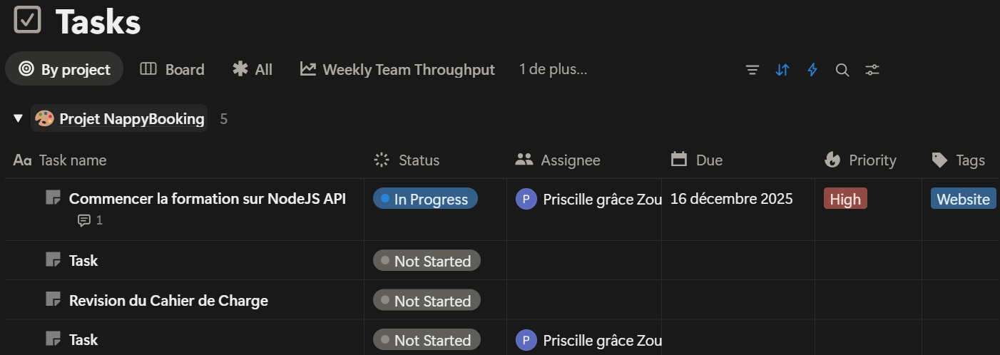 Tasks
By project Board All Weekly Team Throughput 1 de plus...
Projet NappyBooking 5
Aa Task name Status Assignee Due Priority Tags
Commencer la formation sur NodeJS API In Progress P Priscille grâce Zou 16 décembre 2025 High Website
1
Task Not Started
Revision du Cahier de Charge Not Started
Task Not Started P Priscille grâce Zou